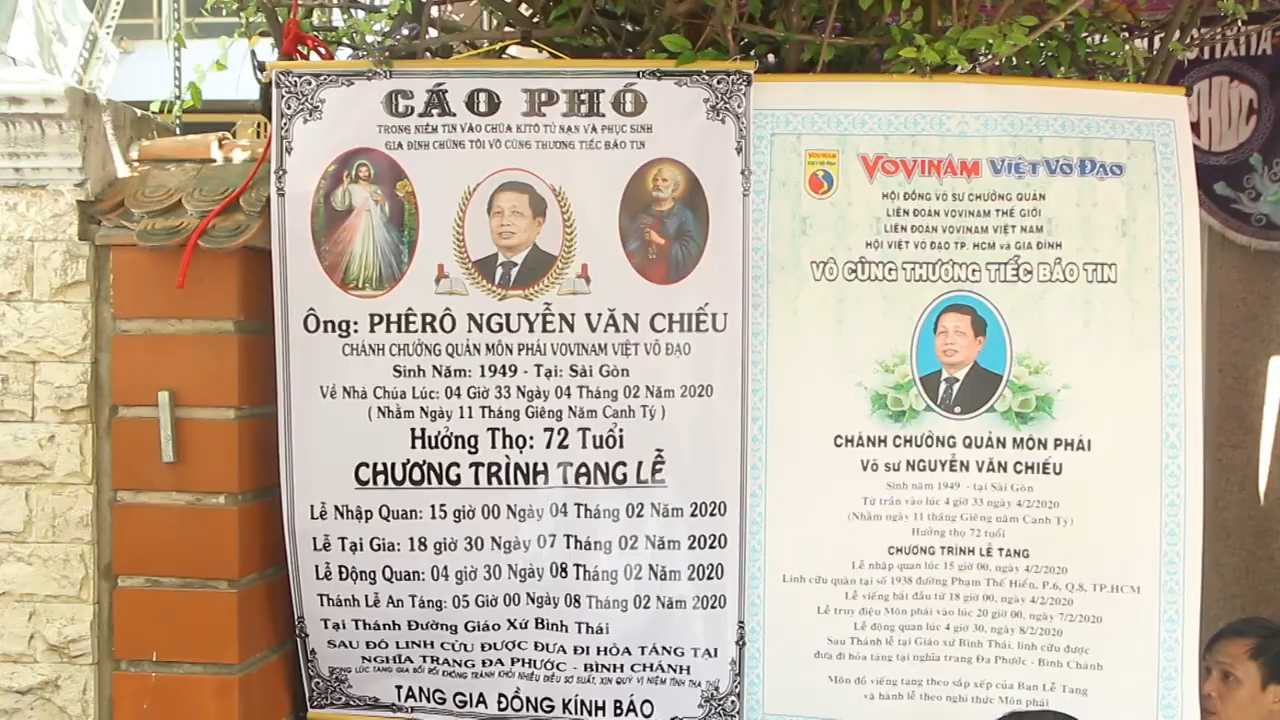 CÁO PHÓ
TRONG NIỀM TIN VÀO CHÚA KITÔ TỬ NẠN VÀ PHỤC SINH
GIA ĐÌNH CHÚNG TÔI VÔ CÙNG THƯƠNG TIẾC BÁO TIN
Ông: PHÊRÔ NGUYỄN VĂN CHIẾU
CHÁNH CHƯỞNG QUẢN MÔN PHÁI VOVINAM VIỆT VÕ ĐẠO
Sinh Năm: 1949 - Tại: Sài Gòn
Về Nhà Chúa Lúc: 04 Giờ 33 Ngày 04 Tháng 02 Năm 2020
( Nhằm Ngày 11 Tháng Giêng Năm Canh Tý )
Hưởng Thọ: 72 Tuổi
CHƯƠNG TRÌNH TANG LỄ
Lễ Nhập Quan: 15 giờ 00 Ngày 04 Tháng 02 Năm 2020
Lễ Tại Gia: 18 giờ 30 Ngày 07 Tháng 02 Năm 2020
Lễ Động Quan: 04 giờ 30 Ngày 08 Tháng 02 Năm 2020
Thánh Lễ An Táng: 05 Giờ 00 Ngày 08 Tháng 02 Năm 2020
Tại Thánh Đường Giáo Xứ Bình Thái
SAU ĐÓ LINH CỬU ĐƯỢC ĐƯA ĐI HỎA TÁNG TẠI
NGHĨA TRANG ĐA PHƯỚC - BÌNH CHÁNH
TRONG LÚC TANG GIA BỐI RỐI KHÔNG TRÁNH KHỎI NHIỀU ĐIỀU SƠ SUẤT, XIN QUÝ VỊ NIỆM TÌNH THA THỨ
TANG GIA ĐỒNG KÍNH BÁO
VOVINAM
VIỆT VÕ ĐẠO
VOVINAM VIỆT VÕ ĐẠO
HỘI ĐỒNG VÕ SƯ CHƯỞNG QUẢN
LIÊN ĐOÀN VOVINAM THẾ GIỚI
LIÊN ĐOÀN VOVINAM VIỆT NAM
HỘI VIỆT VÕ ĐẠO TP. HCM và GIA ĐÌNH
VÔ CÙNG THƯƠNG TIẾC BÁO TIN
CHÁNH CHƯỞNG QUẢN MÔN PHÁI
Võ sư NGUYỄN VĂN CHIẾU
Sinh năm 1949 - tại Sài Gòn
Từ trần vào lúc 4 giờ 33 ngày 4/2/2020
(Nhằm ngày 11 tháng Giêng năm Canh Tý)
Hưởng thọ 72 tuổi
CHƯƠNG TRÌNH LỄ TANG
Lễ nhập quan lúc 15 giờ 00, ngày 4/2/2020
Linh cữu quàn tại số 1938 đường Phạm Thế Hiển, P.6, Q.8, TP.HCM
Lễ viếng bắt đầu từ 18 giờ 00, ngày 4/2/2020
Lễ truy điệu Môn phái vào lúc 20 giờ 00, ngày 7/2/2020
Lễ động quan lúc 4 giờ 30, ngày 8/2/2020
Sau Thánh lễ tại Giáo xứ Bình Thái, linh cữu được
đưa đi hỏa táng tại nghĩa trang Đa Phước - Bình Chánh
Môn đồ viếng tang theo sắp xếp của Ban Lễ Tang
và hành lễ theo nghi thức Môn phái